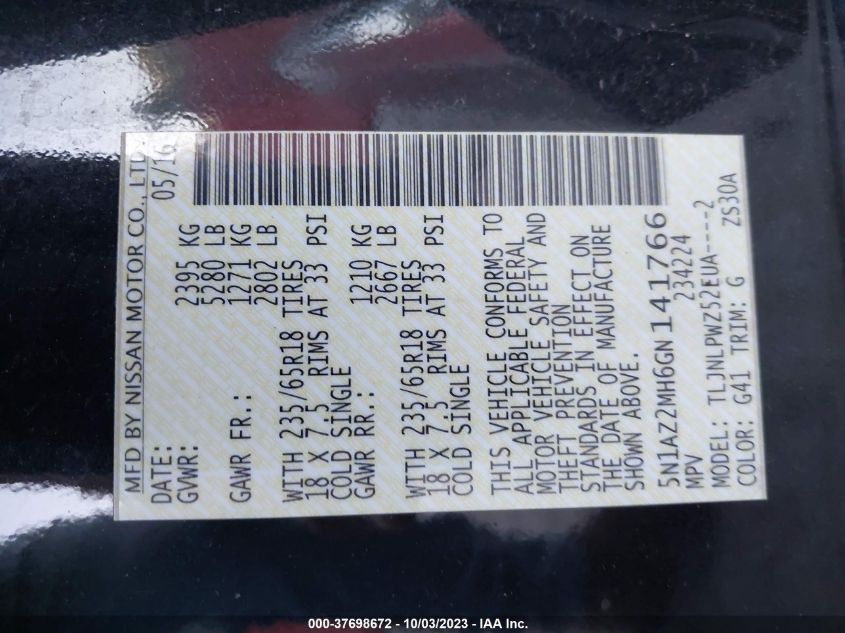 MFD BY NISSAN MOTOR CO., LTD
DATE: 05/16
GVWR: 2395 KG
5280 LB
GAWR FR.: 1271 KG
2802 LB
WITH 235/65R18 TIRES
18 X 7.5 RIMS AT 33 PSI
COLD SINGLE
GAWR RR.: 1210 KG
2667 LB
WITH 235/65R18 TIRES
18 X 7.5 RIMS AT 33 PSI
COLD SINGLE
THIS VEHICLE CONFORMS TO
ALL APPLICABLE FEDERAL
MOTOR VEHICLE SAFETY AND
THEFT PREVENTION
STANDARDS IN EFFECT ON
THE DATE OF MANUFACTURE
SHOWN ABOVE.
5N1AZ2MH6GN141766
MPV 234224
MODEL: TLJNLPWZ52EUA----2
COLOR: G41 TRIM: G ZS30A
000-37698672 - 10/03/2023 - IAA Inc.